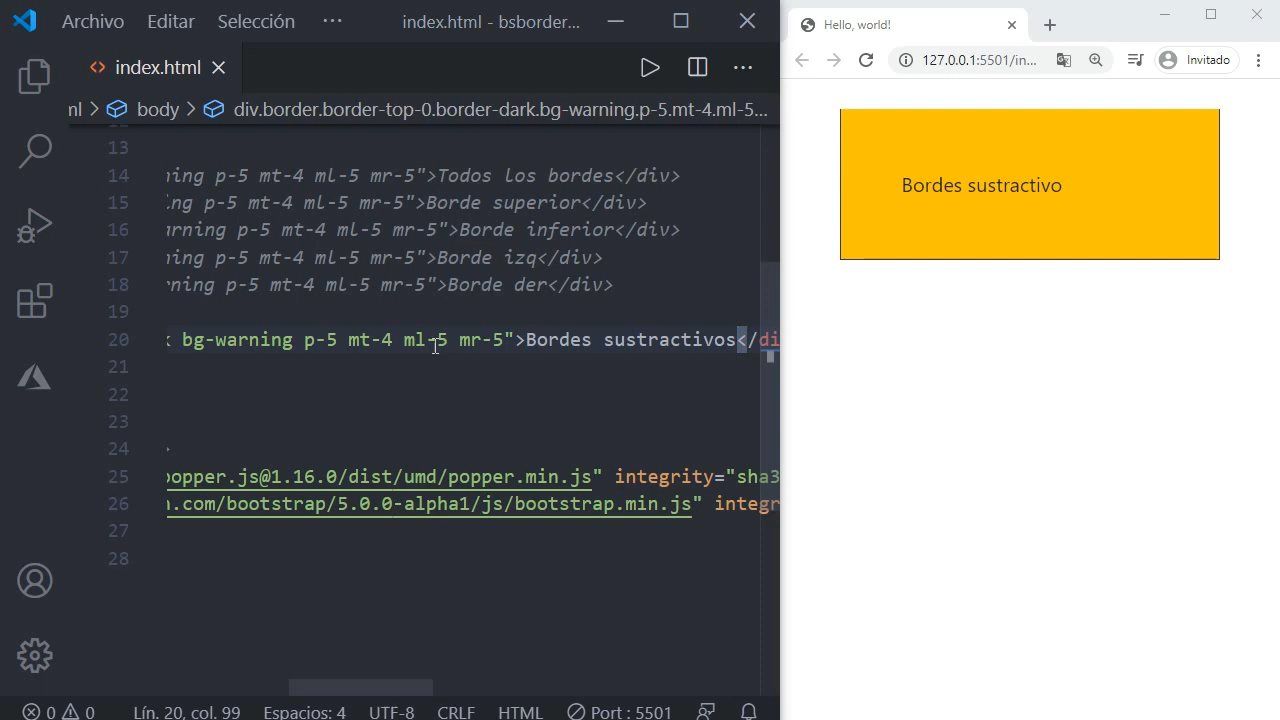 Archivo Editar Selección ··· index.html - bsborder...
index.html
ml > body > div.border.border-top-0.border-dark.bg-warning.p-5.mt-4.ml-5...
13
14 ning p-5 mt-4 ml-5 mr-5">Todos los bordes</div>
15 ing p-5 mt-4 ml-5 mr-5">Borde superior</div>
16 arning p-5 mt-4 ml-5 mr-5">Borde inferior</div>
17 ning p-5 mt-4 ml-5 mr-5">Borde izq</div>
18 rning p-5 mt-4 ml-5 mr-5">Borde der</div>
19
20 k bg-warning p-5 mt-4 ml-5 mr-5">Bordes sustractivos</di
21
22
23
24 >
25 popper.js@1.16.0/dist/umd/popper.min.js" integrity="sha3
26 n.com/bootstrap/5.0.0-alpha1/js/bootstrap.min.js" integr
27
28
0 0 Lín. 20, col. 99 Espacios: 4 UTF-8 CRLF HTML Port : 5501
Hello, world!
127.0.0.1:5501/in... Invitado
Bordes sustractivo